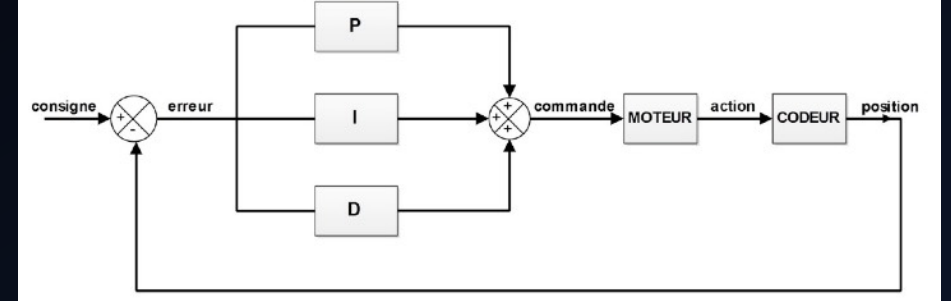 P
consigne
erreur
I
commande
MOTEUR
action
CODEUR
position
D
+
-
+
+
+